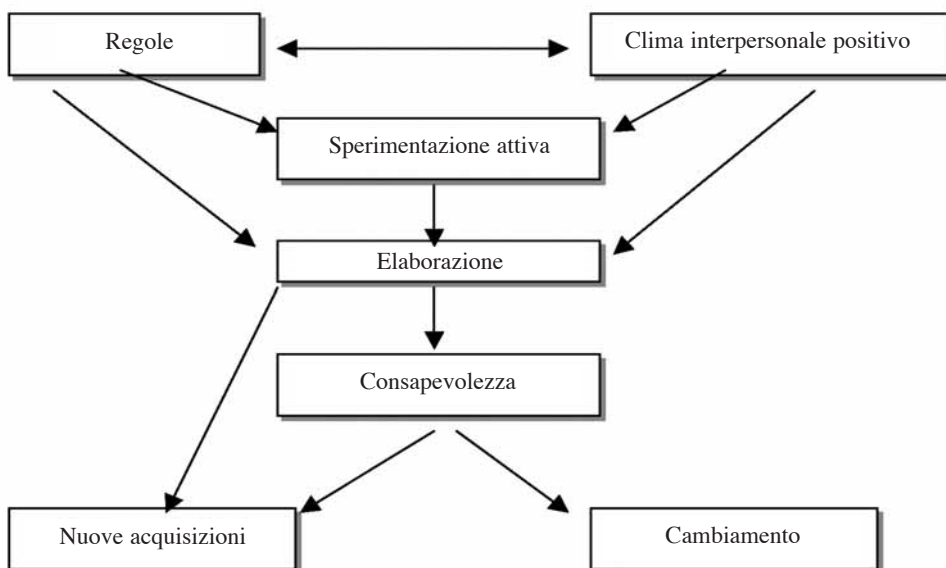 Regole
Clima interpersonale positivo
Sperimentazione attiva
Elaborazione
Consapevolezza
Nuove acquisizioni
Cambiamento